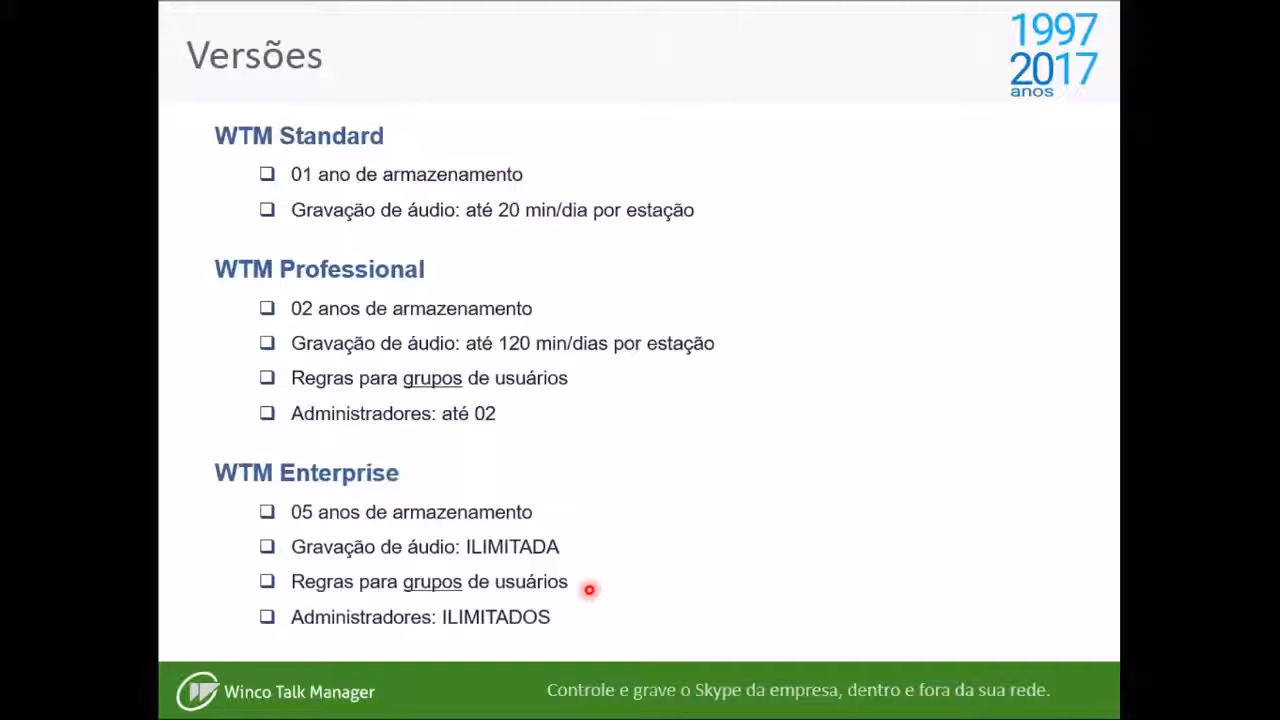 Versões
1997
2017
anos
WTM Standard
01 ano de armazenamento
Gravação de áudio: até 20 min/dia por estação
WTM Professional
02 anos de armazenamento
Gravação de áudio: até 120 min/dias por estação
Regras para grupos de usuários
Administradores: até 02
WTM Enterprise
05 anos de armazenamento
Gravação de áudio: ILIMITADA
Regras para grupos de usuários
Administradores: ILIMITADOS
Winco Talk Manager
Controle e grave o Skype da empresa, dentro e fora da sua rede.